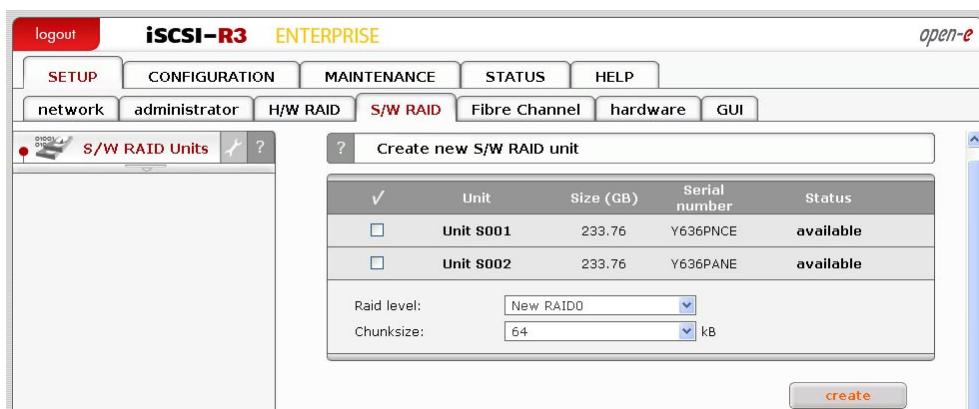 logout iSCSI-R3 ENTERPRISE open-e
SETUP CONFIGURATION MAINTENANCE STATUS HELP
network administrator H/W RAID S/W RAID Fibre Channel hardware GUI
S/W RAID Units ?
? Create new S/W RAID unit
Unit Size (GB) Serial number Status
Unit S001 233.76 Y636PNCE available
Unit S002 233.76 Y636PANE available
Raid level: New RAID0
Chunksize: 64 kB
create